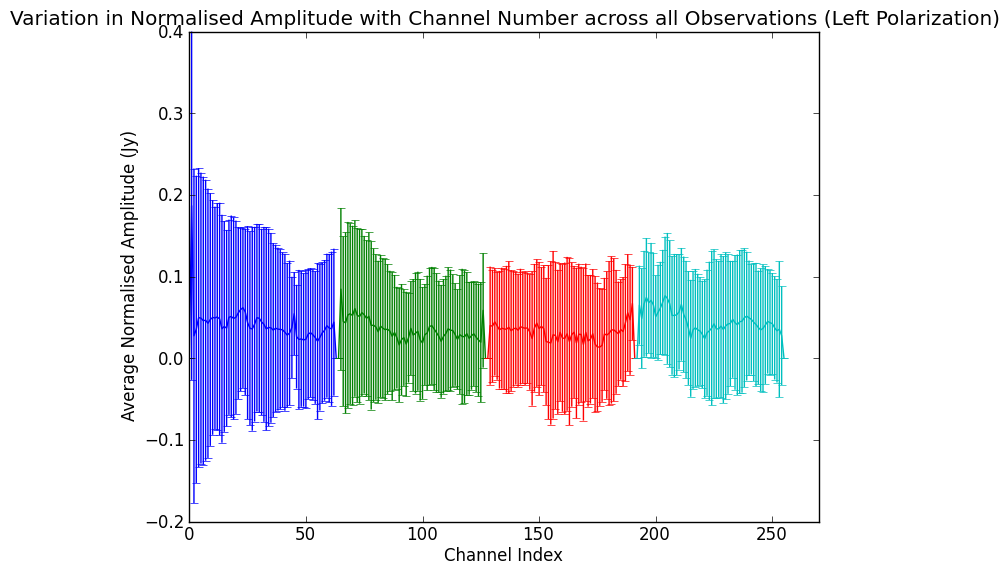 Variation in Normalised Amplitude with Channel Number across all Observations (Left Polarization)
0.4
0.3
0.2
0.1
0.0
−0.1
−0.2
Average Normalised Amplitude (Jy)
0 50 100 150 200 250
Channel Index